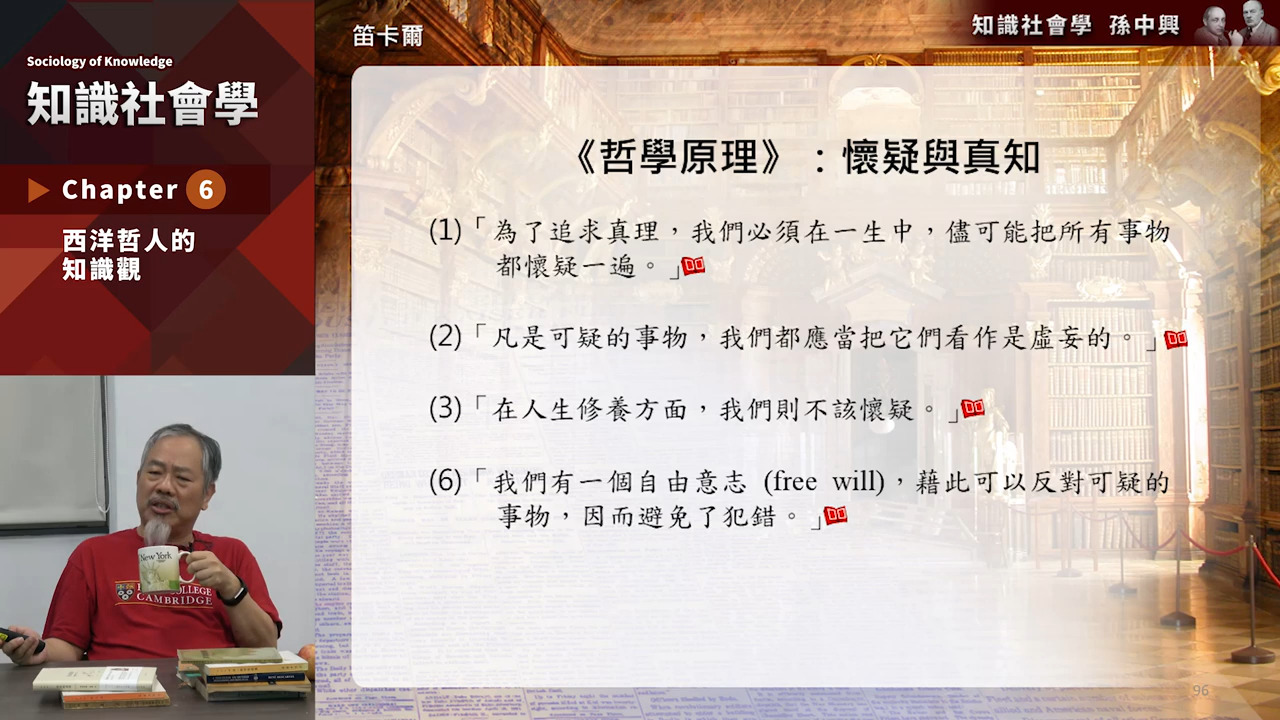 Sociology of Knowledge
知識社會學
Chapter 6
西洋哲人的
知識觀
笛卡爾
知識社會學 孫中興
《哲學原理》：懷疑與真知
(1)「為了追求真理，我們必須在一生中，儘可能把所有事物
都懷疑一遍。」
(2)「凡是可疑的事物，我們都應當把它們看作是虛妄的。」
(3)「在人生修養方面，我們則不該懷疑。」
(6)「我們有一個自由意志 (free will)，藉此可以反對可疑的
事物，因而避免了犯錯。」
New York
COLLEGE
CAMBRIDGE
96